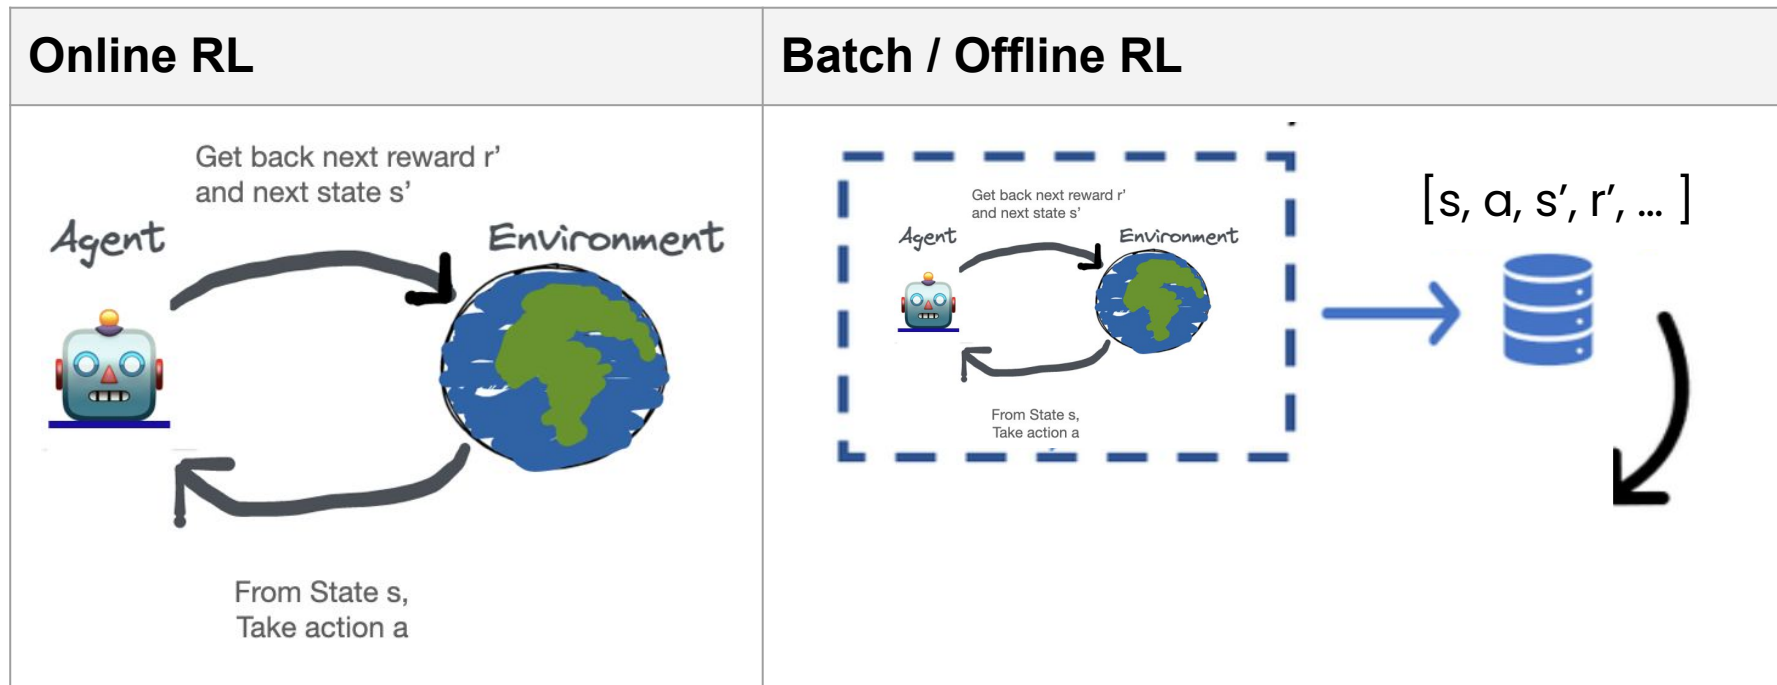 Online RL
Batch / Offline RL
Get back next reward r’
and next state s’
Agent
Environment
From State s,
Take action a
Get back next reward r’
and next state s’
Agent
Environment
From State s,
Take action a
[s, a, s’, r’, … ]